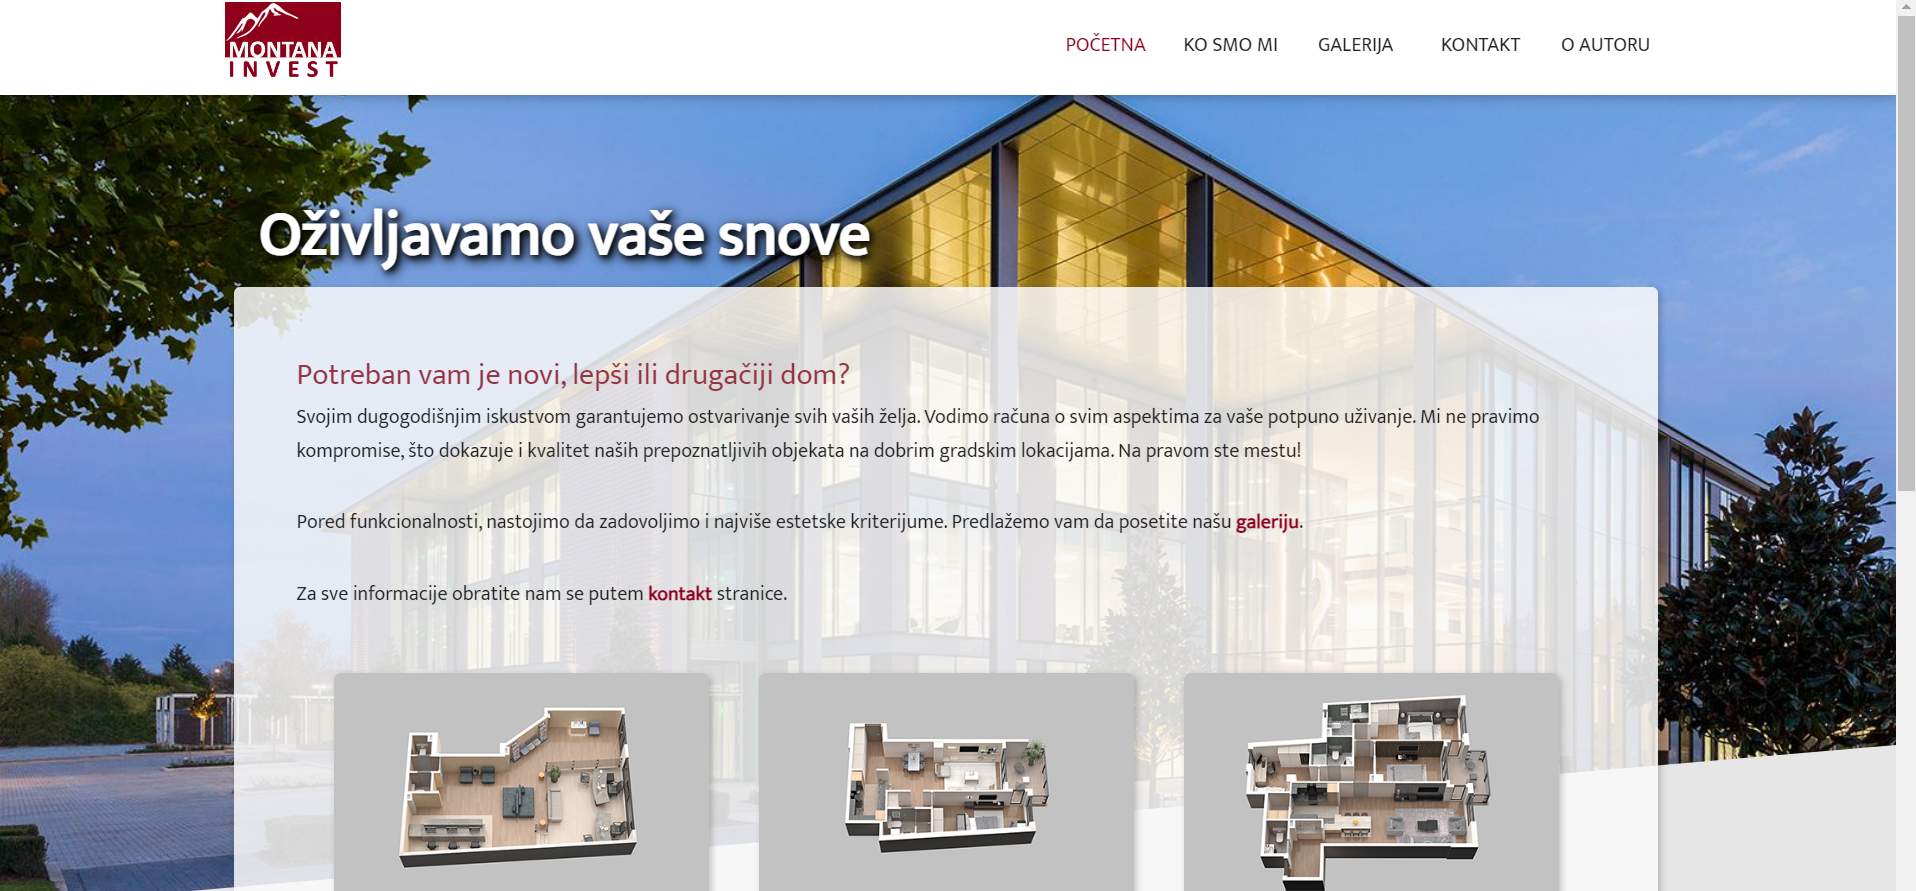 MONTANA
INVEST
POČETNA KO SMO MI GALERIJA KONTAKT O AUTORU
Oživljavamo vaše snove
Potreban vam je novi, lepši ili drugačiji dom?
Svojim dugogodišnjim iskustvom garantujemo ostvarivanje svih vaših želja. Vodimo računa o svim aspektima za vaše potpuno uživanje. Mi ne pravimo
kompromise, što dokazuje i kvalitet naših prepoznatljivih objekata na dobrim gradskim lokacijama. Na pravom ste mestu!
Pored funkcionalnosti, nastojimo da zadovoljimo i najviše estetske kriterijume. Predlažemo vam da posetite našu galeriju.
Za sve informacije obratite nam se putem kontakt stranice.